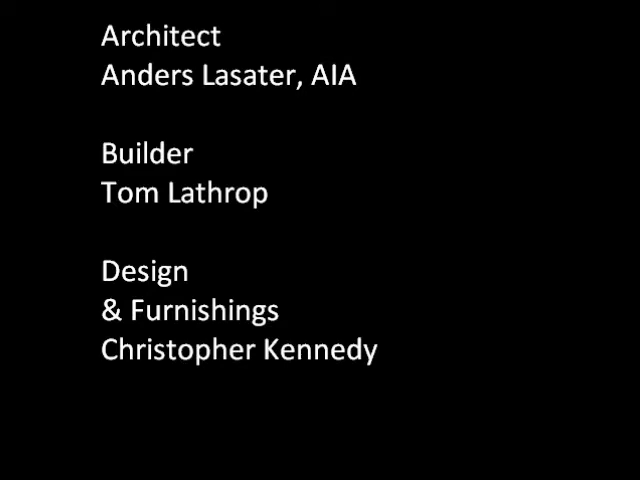 Architect
Anders Lasater, AIA
Builder
Tom Lathrop
Design
& Furnishings
Christopher Kennedy